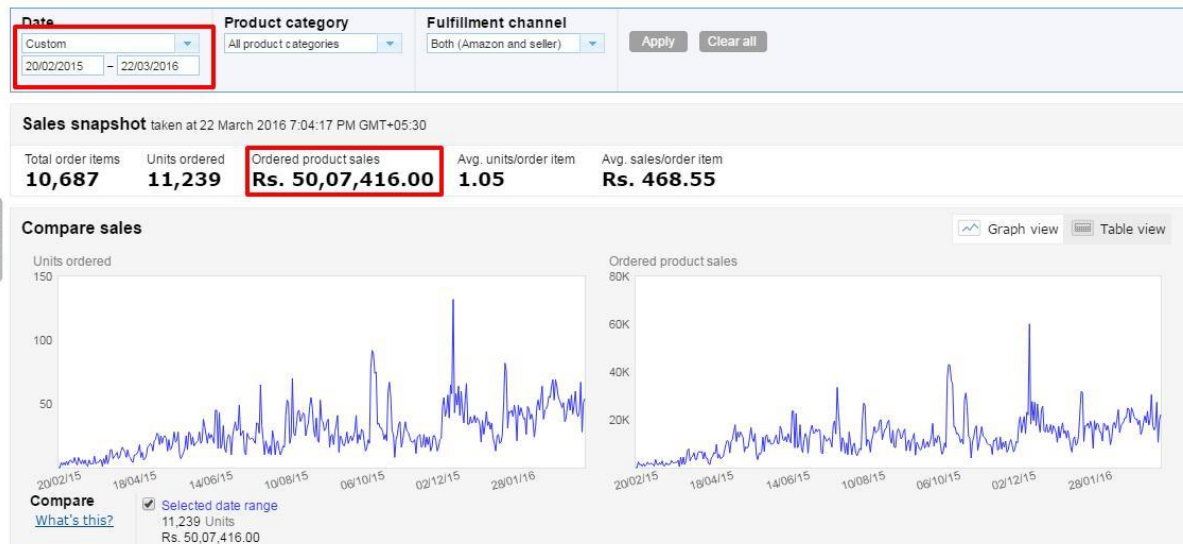 Date Product category Fulfillment channel
Custom All product categories Both (Amazon and seller) Apply Clear all
20/02/2015 – 22/03/2016
Sales snapshot taken at 22 March 2016 7:04:17 PM GMT+05:30
Total order items Units ordered Ordered product sales Avg. units/order item Avg. sales/order item
10,687 11,239 Rs. 50,07,416.00 1.05 Rs. 468.55
Compare sales Graph view Table view
Units ordered
150
100
50
20/02/15 18/04/15 14/06/15 10/08/15 06/10/15 02/12/15 28/01/16
Ordered product sales
80K
60K
40K
20K
20/02/15 18/04/15 14/06/15 10/08/15 06/10/15 02/12/15 28/01/16
Compare
What's this?
Selected date range
11,239 Units
Rs. 50,07,416.00